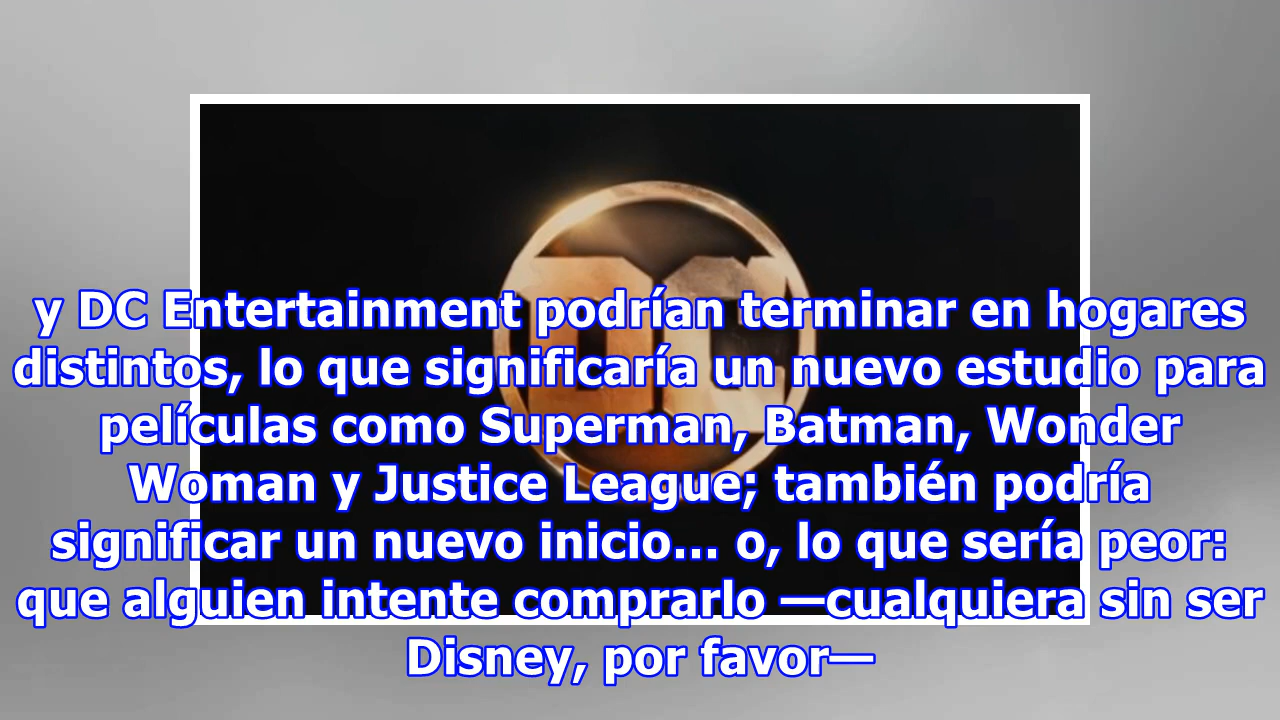 y DC Entertainment podrían terminar en hogares
distintos, lo que significaría un nuevo estudio para
películas como Superman, Batman, Wonder
Woman y Justice League; también podría
significar un nuevo inicio... o, lo que sería peor:
que alguien intente comprarlo —cualquiera sin ser
Disney, por favor—
DC